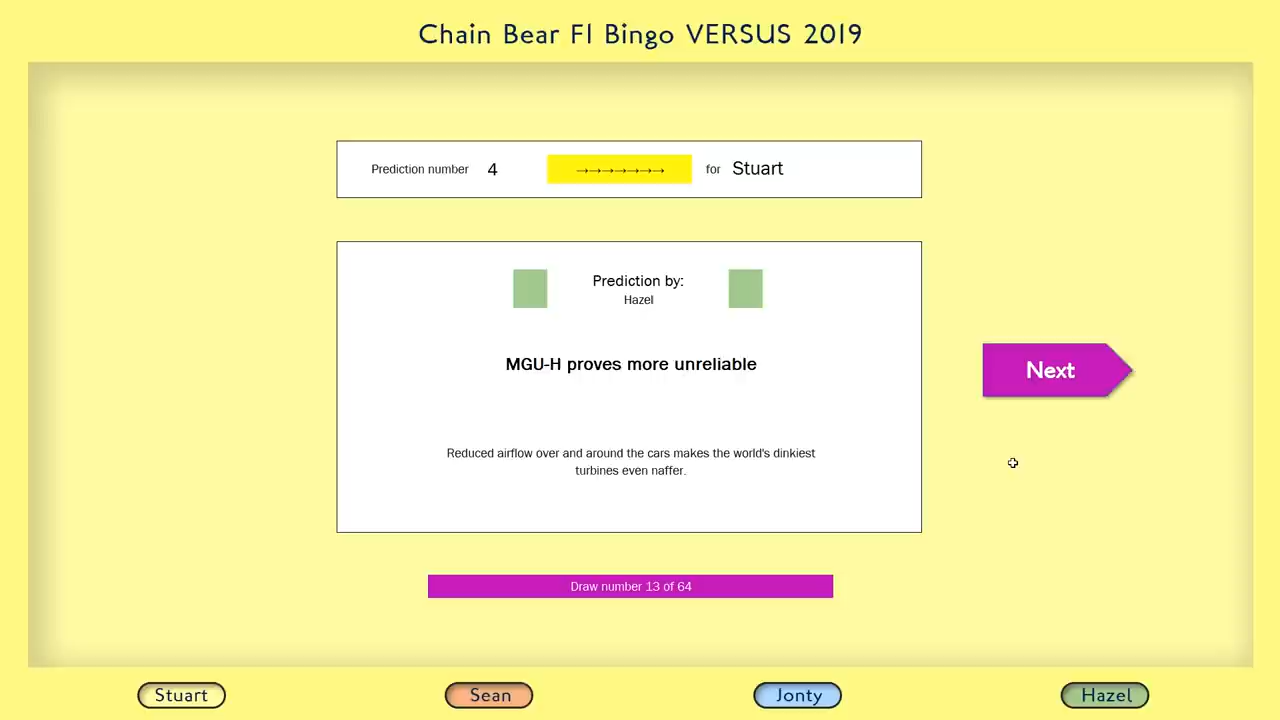 Chain Bear F1 Bingo VERSUS 2019
Prediction number 4 →→→→→→→ for Stuart
Prediction by:
Hazel
MGU-H proves more unreliable
Next
Reduced airflow over and around the cars makes the world's dinkiest
turbines even naffer.
Draw number 13 of 64
Stuart Sean Jonty Hazel